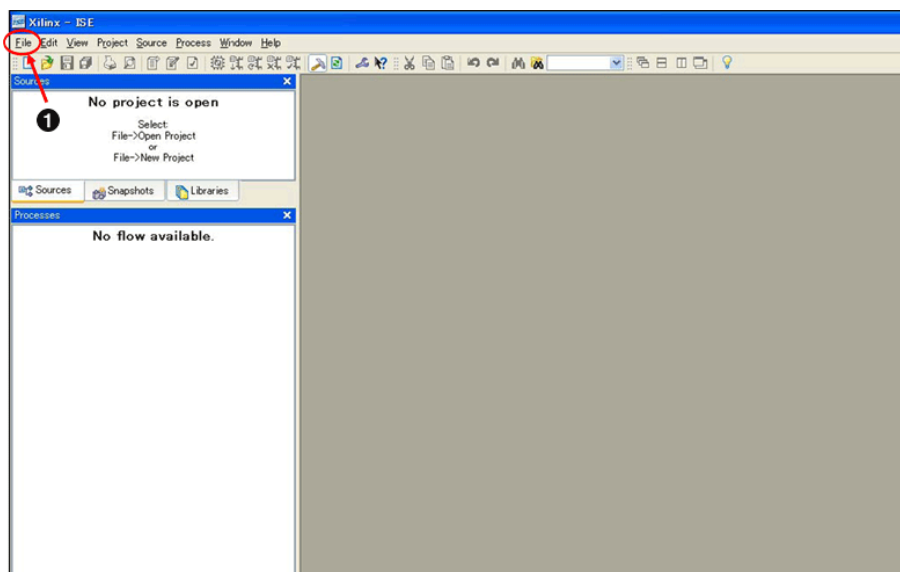 Xilinx - ISE
File Edit View Project Source Process Window Help
Sources
No project is open
Select:
File->Open Project
or
File->New Project
1
Sources Snapshots Libraries
Processes
No flow available.